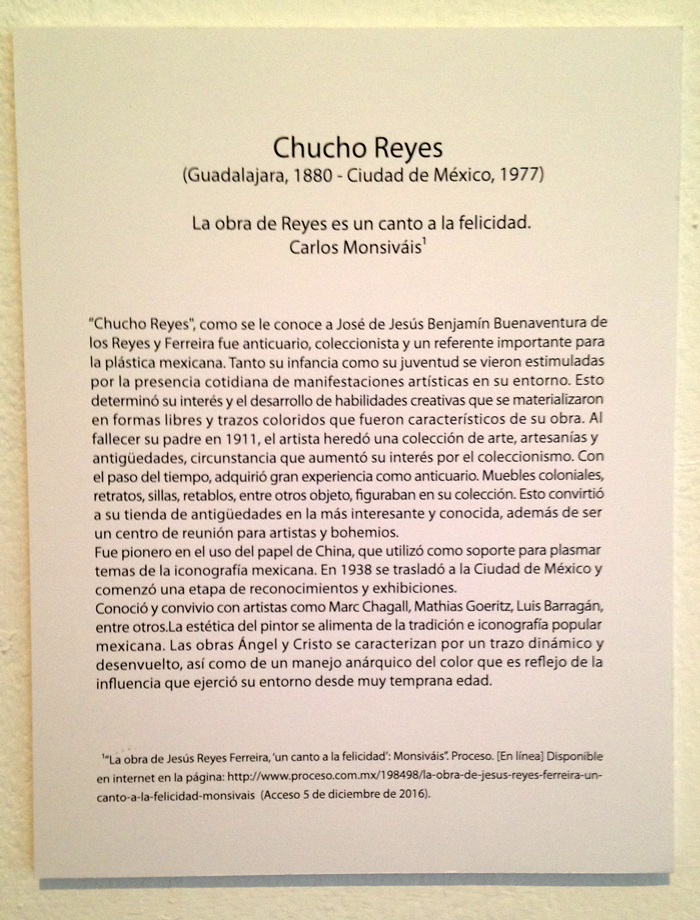 Chucho Reyes
(Guadalajara, 1880 - Ciudad de México, 1977)
La obra de Reyes es un canto a la felicidad.
Carlos Monsiváis¹
"Chucho Reyes", como se le conoce a José de Jesús Benjamín Buenaventura de
los Reyes y Ferreira fue anticuario, coleccionista y un referente importante para
la plástica mexicana. Tanto su infancia como su juventud se vieron estimuladas
por la presencia cotidiana de manifestaciones artísticas en su entorno. Esto
determinó su interés y el desarrollo de habilidades creativas que se materializaron
en formas libres y trazos coloridos que fueron característicos de su obra. Al
fallecer su padre en 1911, el artista heredó una colección de arte, artesanías y
antigüedades, circunstancia que aumentó su interés por el coleccionismo. Con
el paso del tiempo, adquirió gran experiencia como anticuario. Muebles coloniales,
retratos, sillas, retablos, entre otros objeto, figuraban en su colección. Esto convirtió
a su tienda de antigüedades en la más interesante y conocida, además de ser
un centro de reunión para artistas y bohemios.
Fue pionero en el uso del papel de China, que utilizó como soporte para plasmar
temas de la iconografía mexicana. En 1938 se trasladó a la Ciudad de México y
comenzó una etapa de reconocimientos y exhibiciones.
Conoció y convivio con artistas como Marc Chagall, Mathias Goeritz, Luis Barragán,
entre otros.La estética del pintor se alimenta de la tradición e iconografía popular
mexicana. Las obras Ángel y Cristo se caracterizan por un trazo dinámico y
desenvuelto, así como de un manejo anárquico del color que es reflejo de la
influencia que ejerció su entorno desde muy temprana edad.
¹"La obra de Jesús Reyes Ferreira, 'un canto a la felicidad': Monsiváis". Proceso. [En línea] Disponible
en internet en la página: http://www.proceso.com.mx/198498/la-obra-de-jesus-reyes-ferreira-un-
canto-a-la-felicidad-monsivais (Acceso 5 de diciembre de 2016).